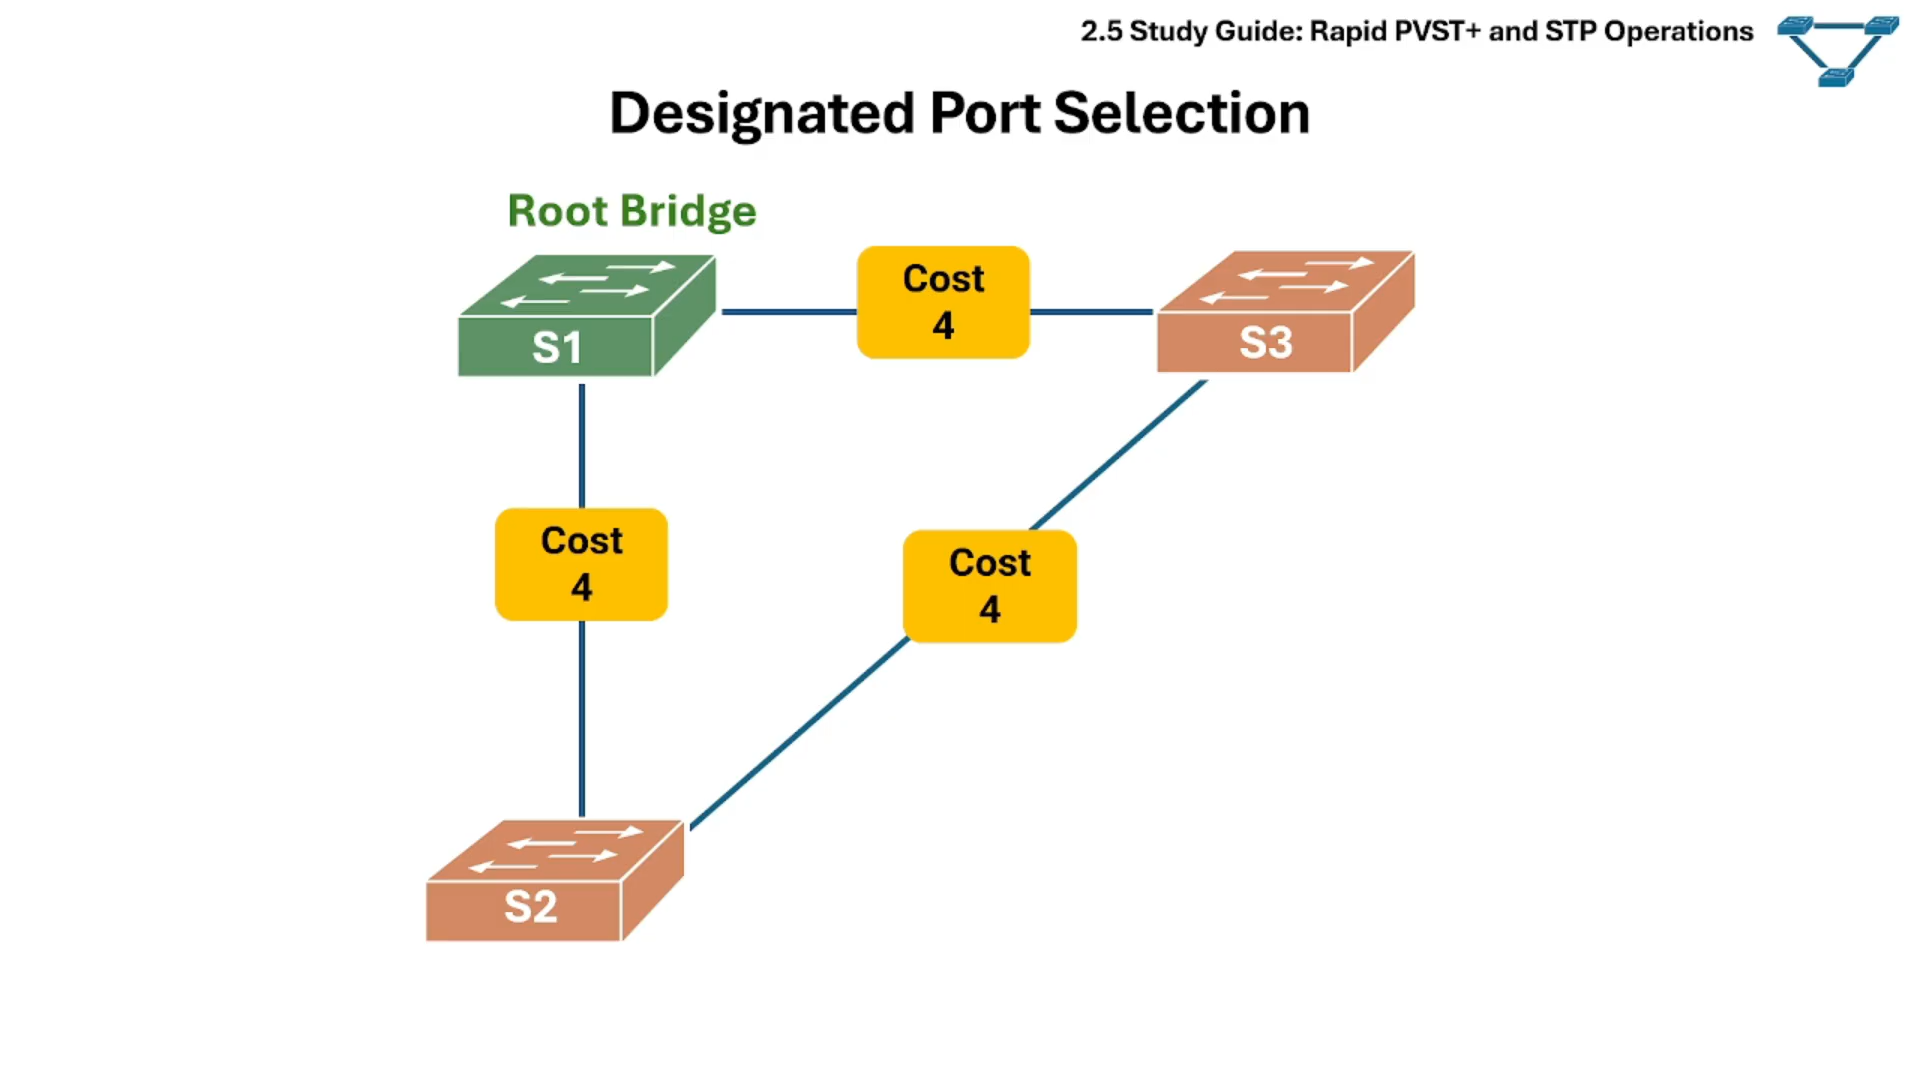 2.5 Study Guide: Rapid PVST+ and STP Operations
Designated Port Selection
Root Bridge
S1
Cost
4
S3
Cost
4
Cost
4
S2